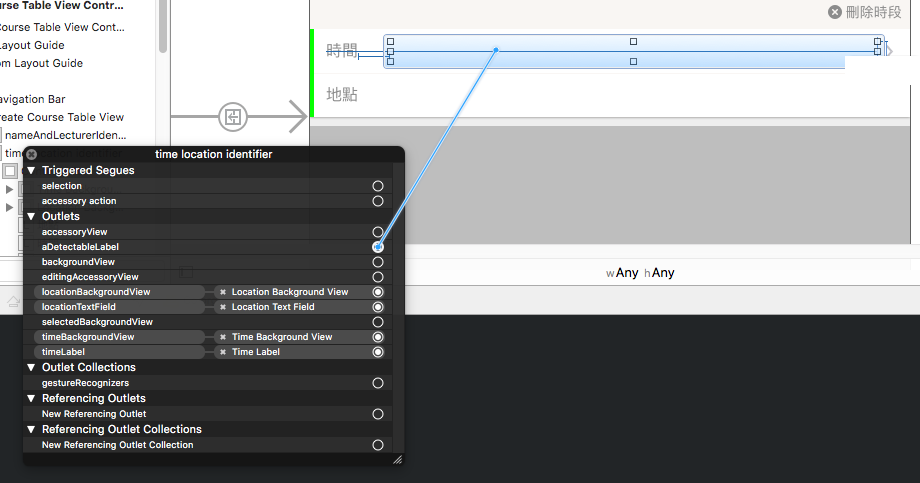 urse Table View Contr...
刪除時段
Course Table View Cont...
Layout Guide
om Layout Guide
時間
地點
avigation Bar
reate Course Table View
nameAndLecturerIden...
time location identifier
Triggered Segues
selection
accessory action
Outlets
accessoryView
aDetectableLabel
backgroundView
editingAccessoryView
wAny hAny
locationBackgroundView Location Background View
locationTextField Location Text Field
selectedBackgroundView
timeBackgroundView Time Background View
timeLabel Time Label
Outlet Collections
gestureRecognizers
Referencing Outlets
New Referencing Outlet
Referencing Outlet Collections
New Referencing Outlet Collection